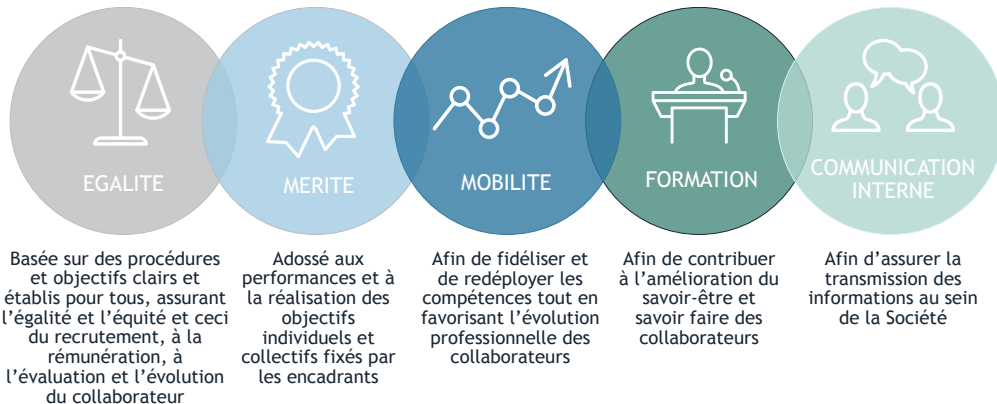 EGALITE
Basée sur des procédures
et objectifs clairs et
établis pour tous, assurant
l’égalité et l’équité et ceci
du recrutement, à la
rémunération, à
l’évaluation et l’évolution
du collaborateur
MERITE
Adossé aux
performances et à
la réalisation des
objectifs
individuels et
collectifs fixés par
les encadrants
MOBILITE
Afin de fidéliser et
de redéployer les
compétences tout en
favorisant l’évolution
professionnelle des
collaborateurs
FORMATION
Afin de contribuer
à l’amélioration du
savoir-être et
savoir faire des
collaborateurs
COMMUNICATION
INTERNE
Afin d’assurer la
transmission des
informations au sein
de la Société